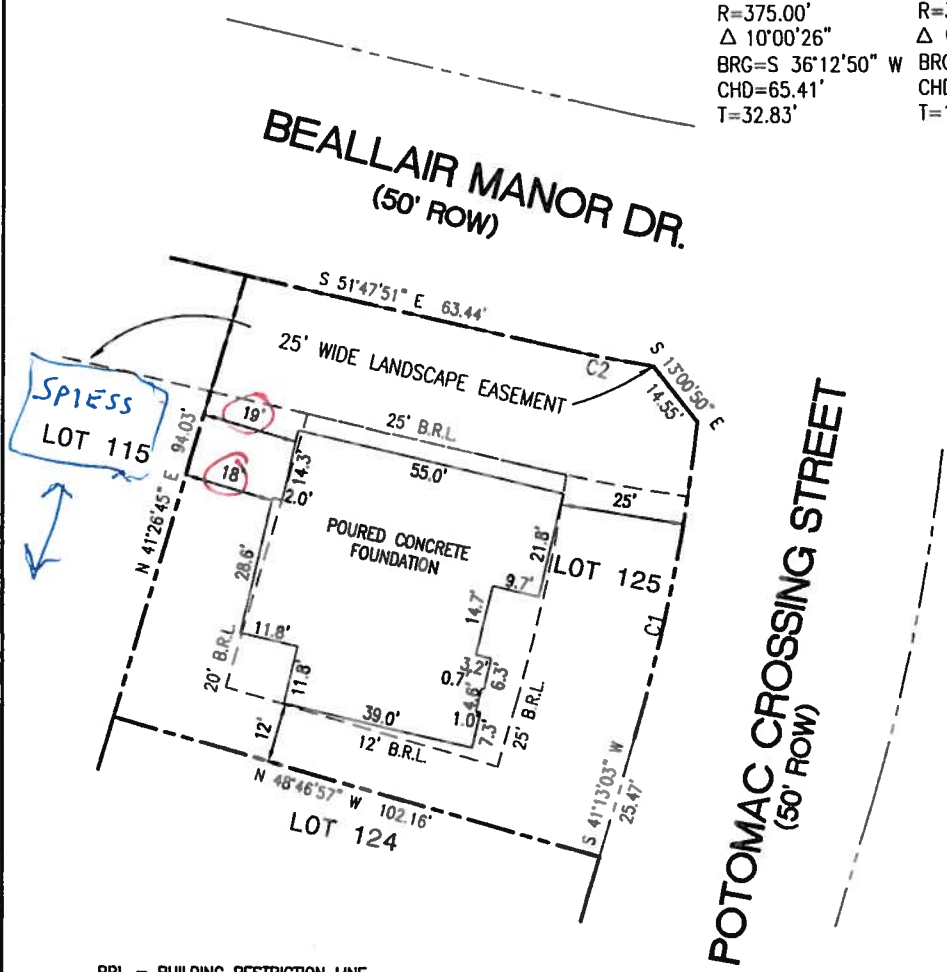 R=375.00'
Δ 10°00'26"
BRG=S 36°12'50" W
CHD=65.41'
T=32.83'
BEALLAIR MANOR DR.
(50' ROW)
S 51°47'51" E 63.44'
C2
S 13°00'50" E
14.55'
25' WIDE LANDSCAPE EASEMENT
SPIESS
LOT 115
19'
25' B.R.L.
18'
14.3'
55.0'
25'
2.0'
N 41°26'45" E 94.03'
POURED CONCRETE
FOUNDATION
21.8'
LOT 125
28.6'
9.7'
14.7'
C1
11.8'
3.2'
6.3'
0.7'
20' B.R.L.
11.8'
4.6'
39.0'
1.0'
7.3'
25' B.R.L.
12'
12' B.R.L.
N 48°46'57" W 102.16'
LOT 124
S 41°13'03" W
25.47'
POTOMAC CROSSING STREET
(50' ROW)
BRL = BUILDING RESTRICTION LINE